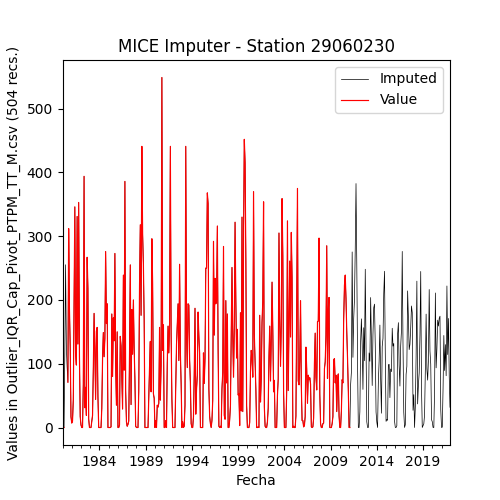 MICE Imputer - Station 29060230
Imputed
Value
Values in Outlier_IQR_Cap_Pivot_PTPM_TT_M.csv (504 recs.)
500
400
300
200
100
0
1984 1989 1994 1999 2004 2009 2014 2019
Fecha